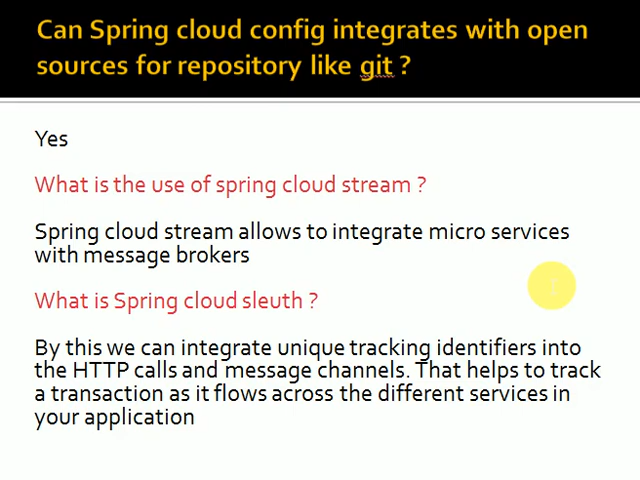 Can Spring cloud config integrates with open
sources for repository like git ?
Yes
What is the use of spring cloud stream ?
Spring cloud stream allows to integrate micro services
with message brokers
What is Spring cloud sleuth ?
By this we can integrate unique tracking identifiers into
the HTTP calls and message channels. That helps to track
a transaction as it flows across the different services in
your application